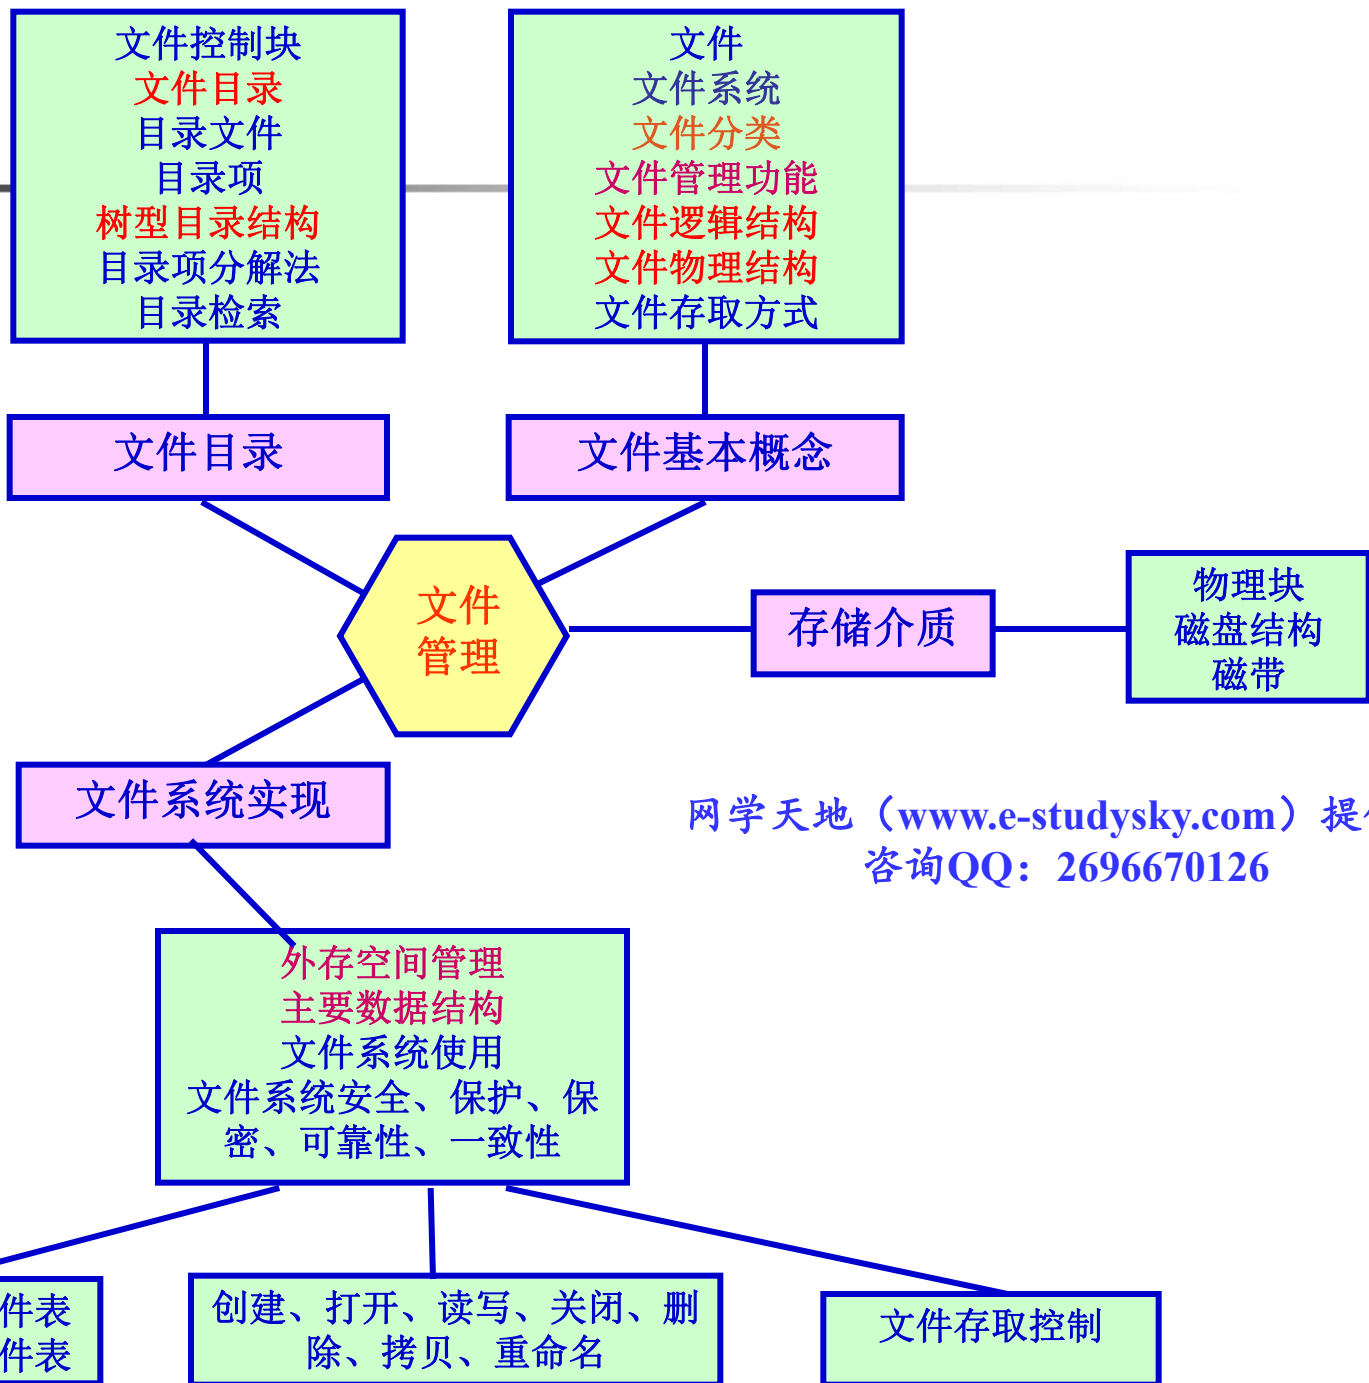 文件控制块
文件目录
目录文件
目录项
树型目录结构
目录项分解法
目录检索
文件
文件系统
文件分类
文件管理功能
文件逻辑结构
文件物理结构
文件存取方式
文件目录
文件基本概念
文件
管理
存储介质
物理块
磁盘结构
磁带
文件系统实现
网学天地（www.e-studysky.com）提
咨询QQ：2696670126
外存空间管理
主要数据结构
文件系统使用
文件系统安全、保护、保
密、可靠性、一致性
件表
件表
创建、打开、读写、关闭、删
除、拷贝、重命名
文件存取控制